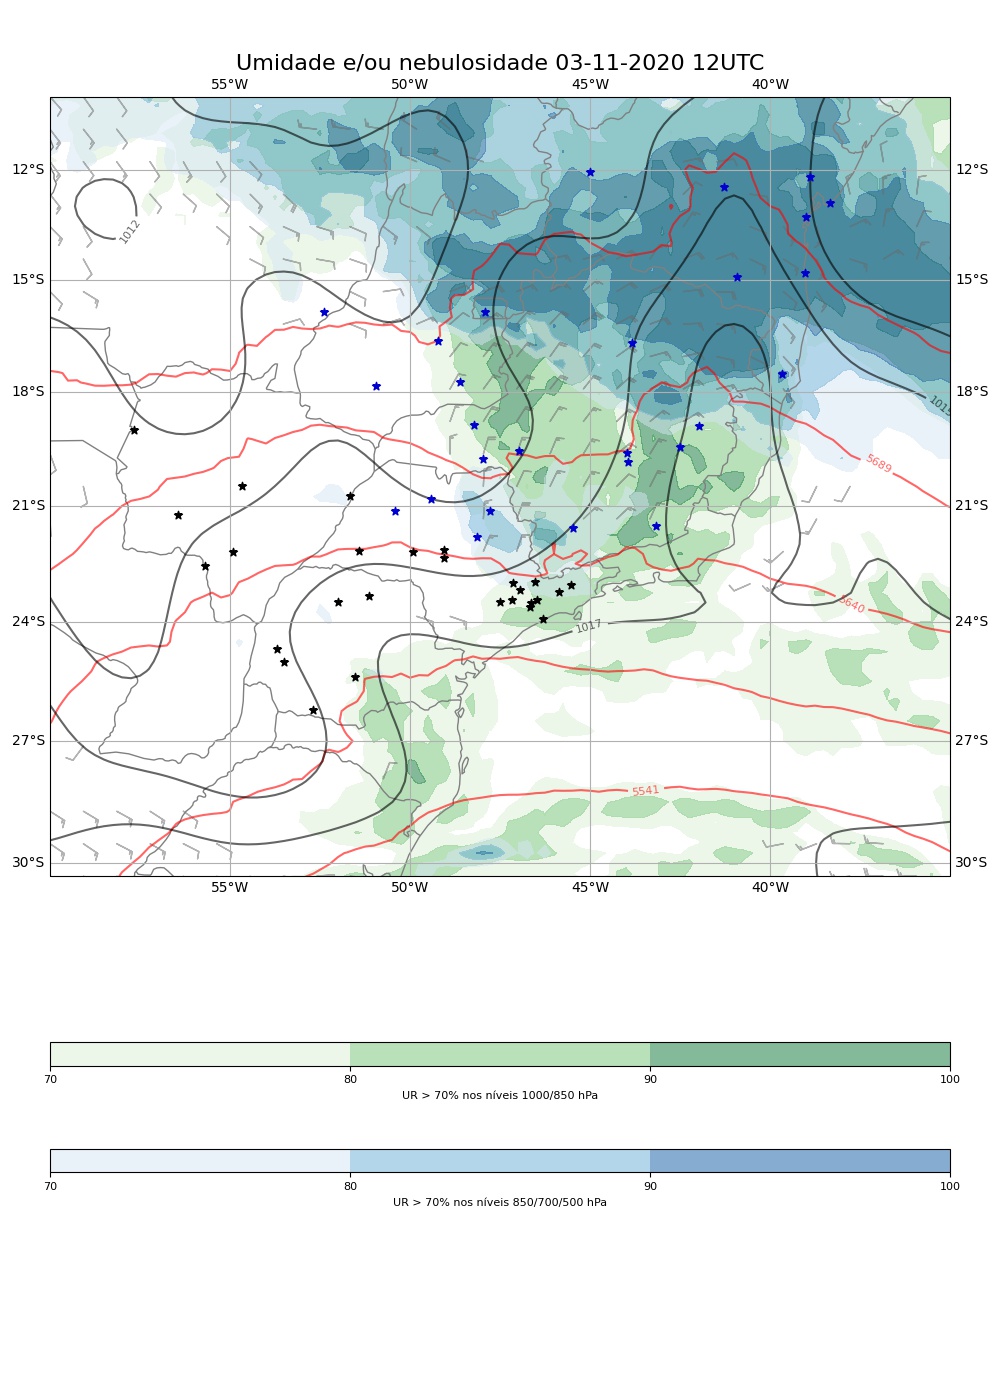 Umidade e/ou nebulosidade 03-11-2020 12UTC
55°W 50°W 45°W 40°W
12°S 12°S
1012
15°S 15°S
18°S 18°S
5689
21°S 21°S
5640
24°S 24°S
1017
27°S 27°S
5541
30°S 30°S
55°W 50°W 45°W 40°W
70 80 90 100
UR > 70% nos níveis 1000/850 hPa
70 80 90 100
UR > 70% nos níveis 850/700/500 hPa